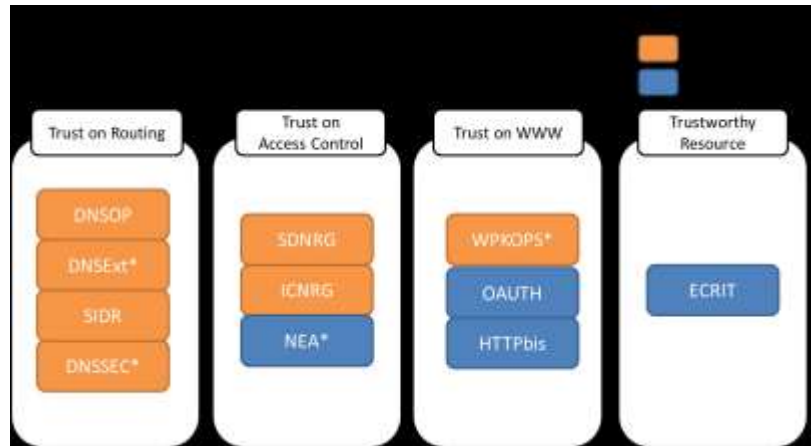 Trust on Routing
Trust on
Access Control
Trust on WWW
Trustworthy
Resource
DNSOP
DNSExt*
SIDR
DNSSEC*
SDNRG
ICNRG
NEA*
WPKOPS*
OAUTH
HTTPbis
ECRIT